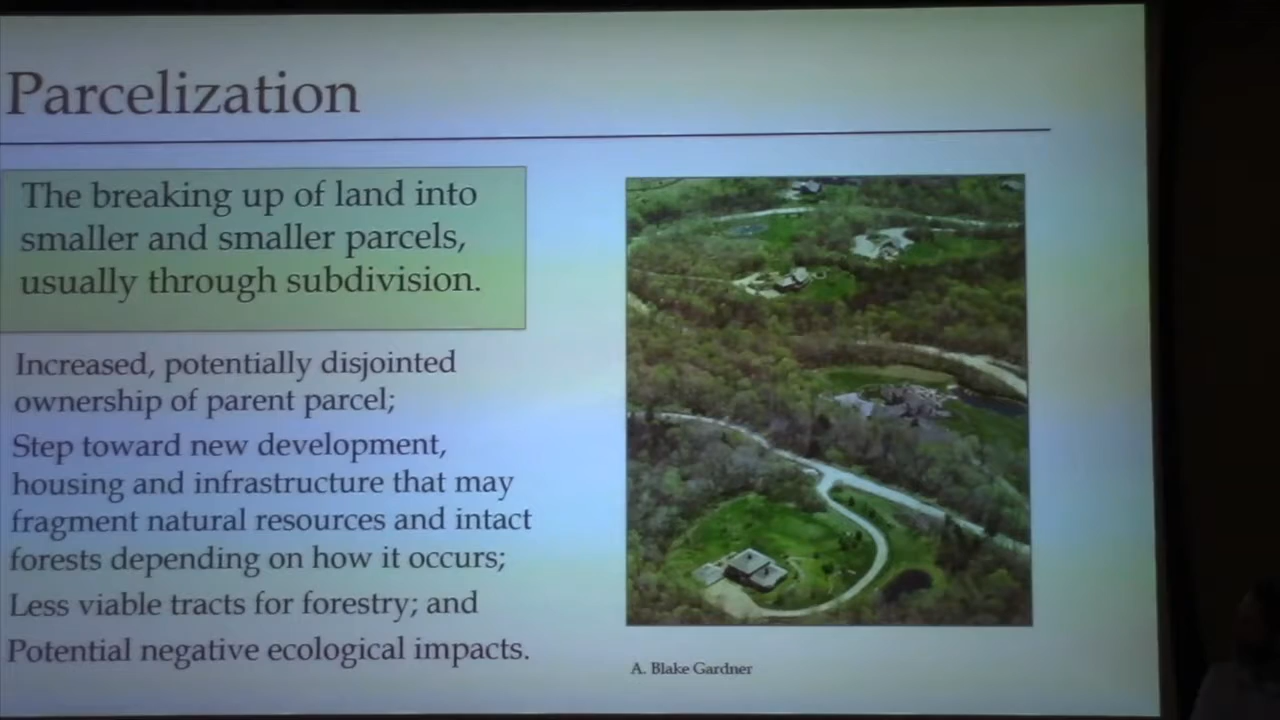 Parcelization
The breaking up of land into
smaller and smaller parcels,
usually through subdivision.
Increased, potentially disjointed
ownership of parent parcel;
Step toward new development,
housing and infrastructure that may
fragment natural resources and intact
forests depending on how it occurs;
Less viable tracts for forestry; and
Potential negative ecological impacts.
A. Blake Gardner